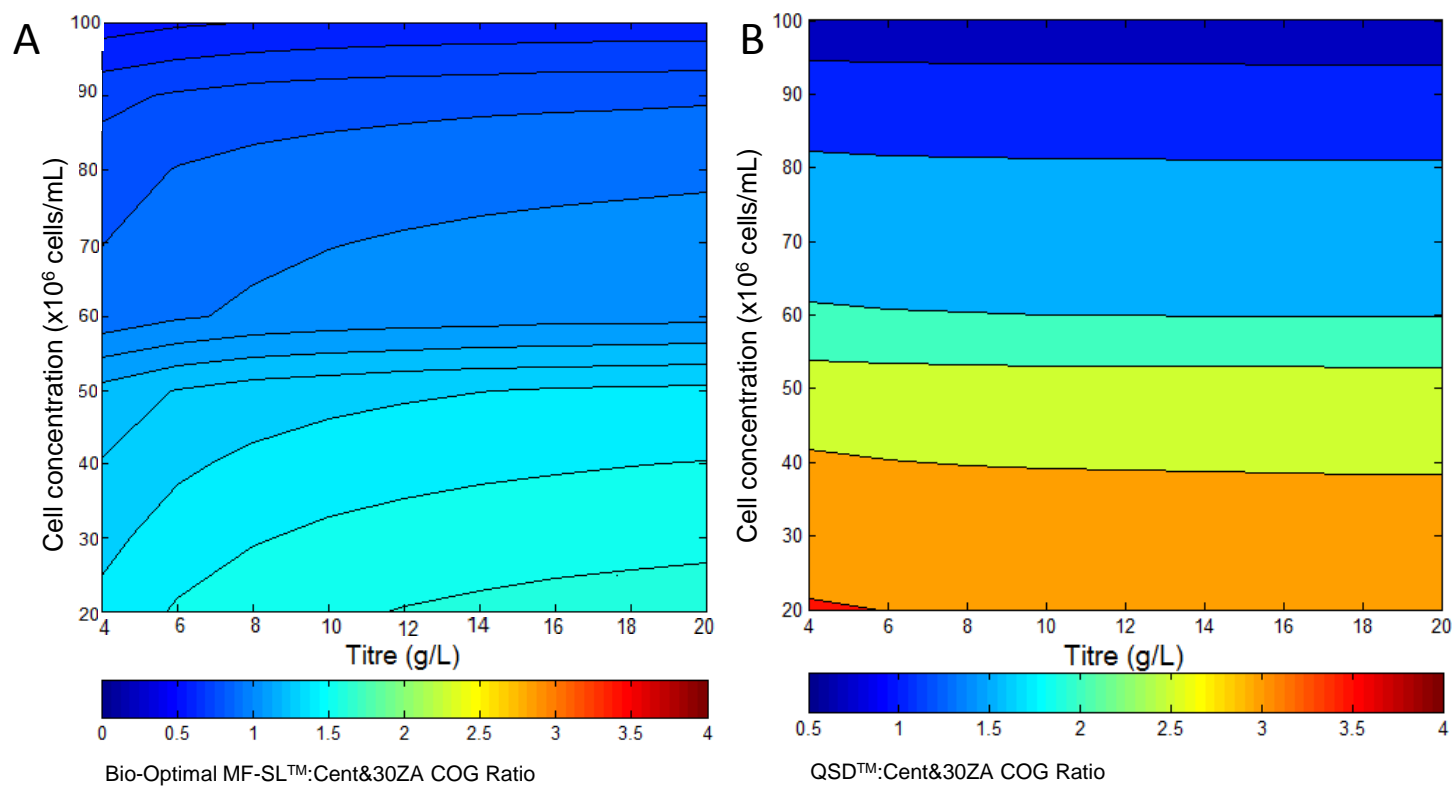 A
Cell concentration (x10⁶ cells/mL)
100
90
80
70
60
50
40
30
20
4 6 8 10 12 14 16 18 20
Titre (g/L)
0 0.5 1 1.5 2 2.5 3 3.5 4
Bio-Optimal MF-SL™:Cent&30ZA COG Ratio
B
Cell concentration (x10⁶ cells/mL)
100
90
80
70
60
50
40
30
20
4 6 8 10 12 14 16 18 20
Titre (g/L)
0.5 1 1.5 2 2.5 3 3.5 4
QSD™:Cent&30ZA COG Ratio